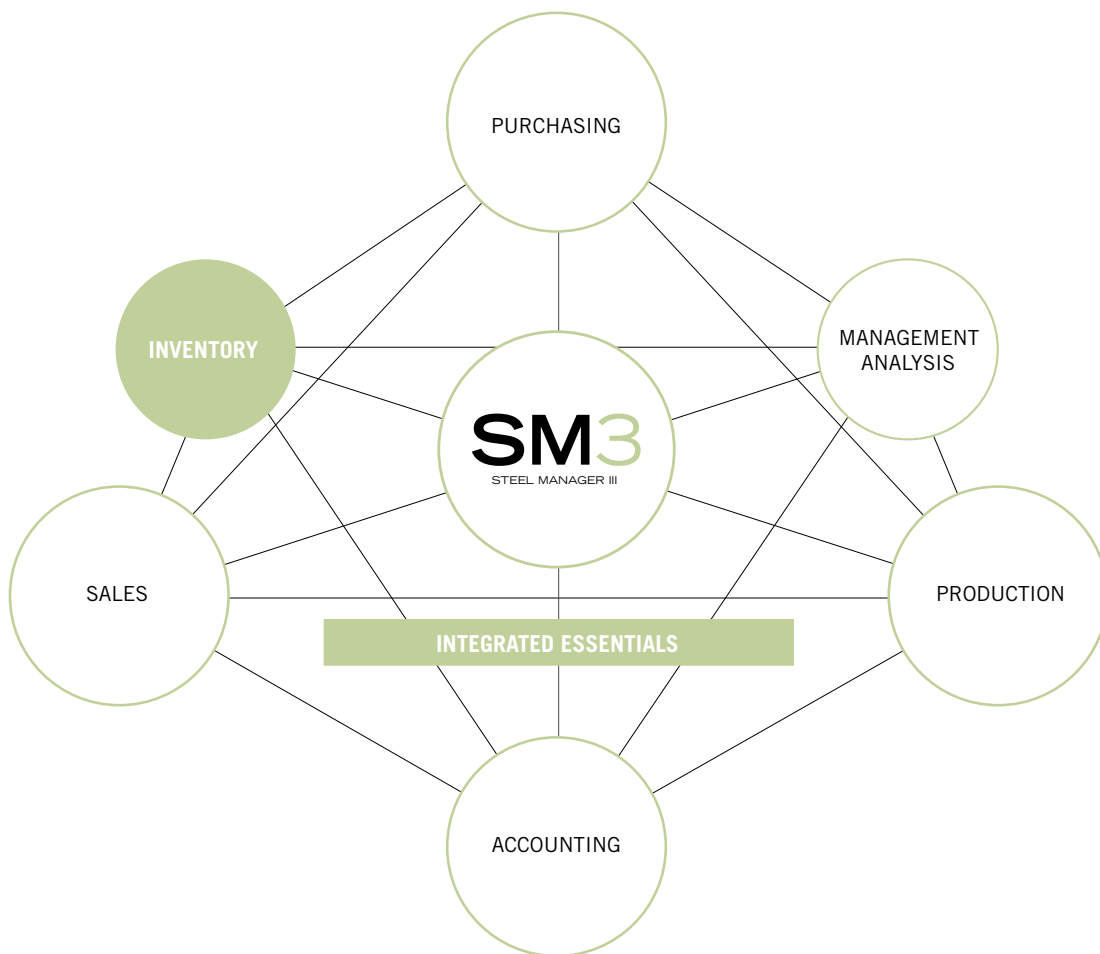 PURCHASING
INVENTORY
MANAGEMENT
ANALYSIS
SM3
STEEL MANAGER III
SALES
PRODUCTION
INTEGRATED ESSENTIALS
ACCOUNTING